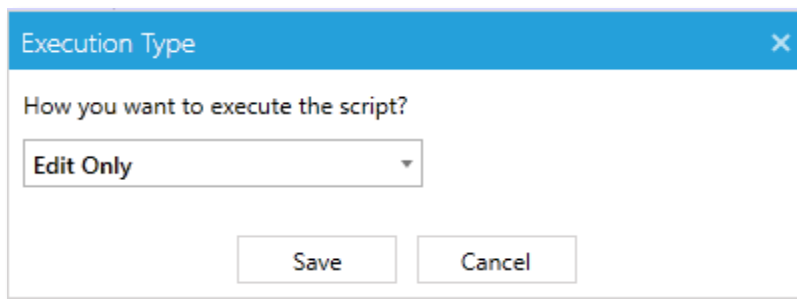 Execution Type
How you want to execute the script?
Edit Only
Save Cancel